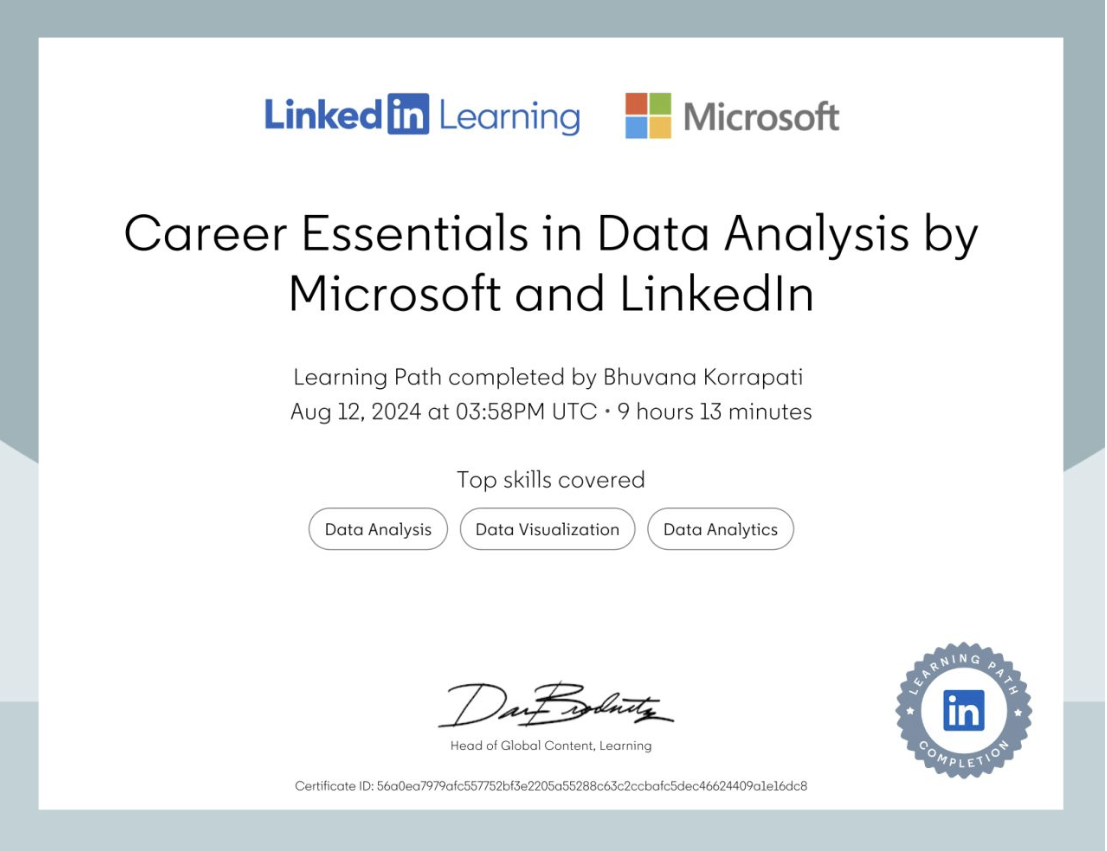 Linked in Learning Microsoft
Career Essentials in Data Analysis by
Microsoft and LinkedIn
Learning Path completed by Bhuvana Korrapati
Aug 12, 2024 at 03:58PM UTC • 9 hours 13 minutes
Top skills covered
Data Analysis Data Visualization Data Analytics
Dan Brodnitz
Head of Global Content, Learning
LEARNING PATH
in
COMPLETION
Certificate ID: 56a0ea7979afc557752bf3e2205a55288c63c2ccbafc5dec46624409a1e16dc8